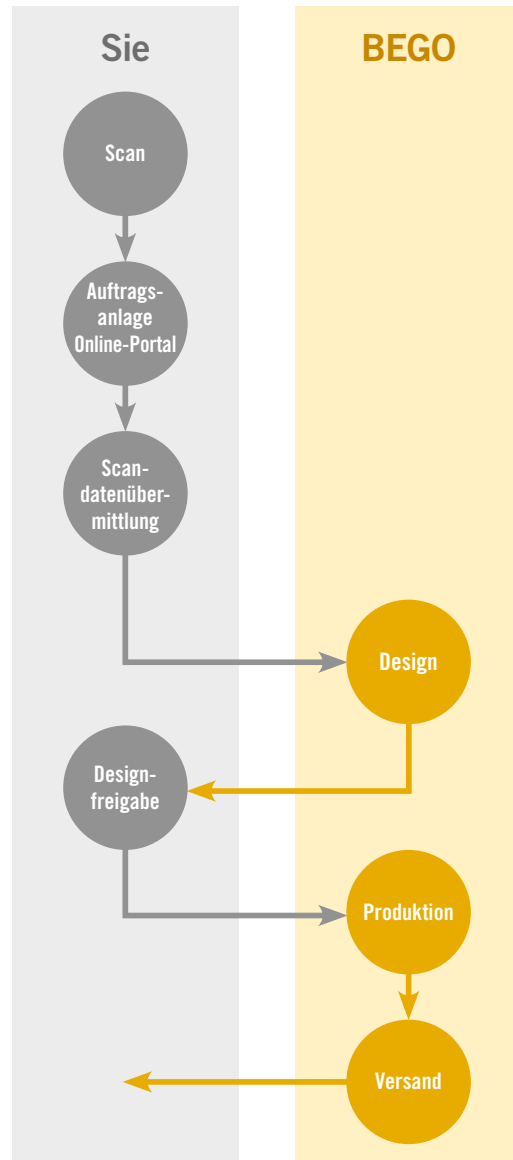 Sie
BEGO
Scan
Auftrags-
anlage
Online-Portal
Scan-
datenüber-
mittlung
Design
Design-
freigabe
Produktion
Versand